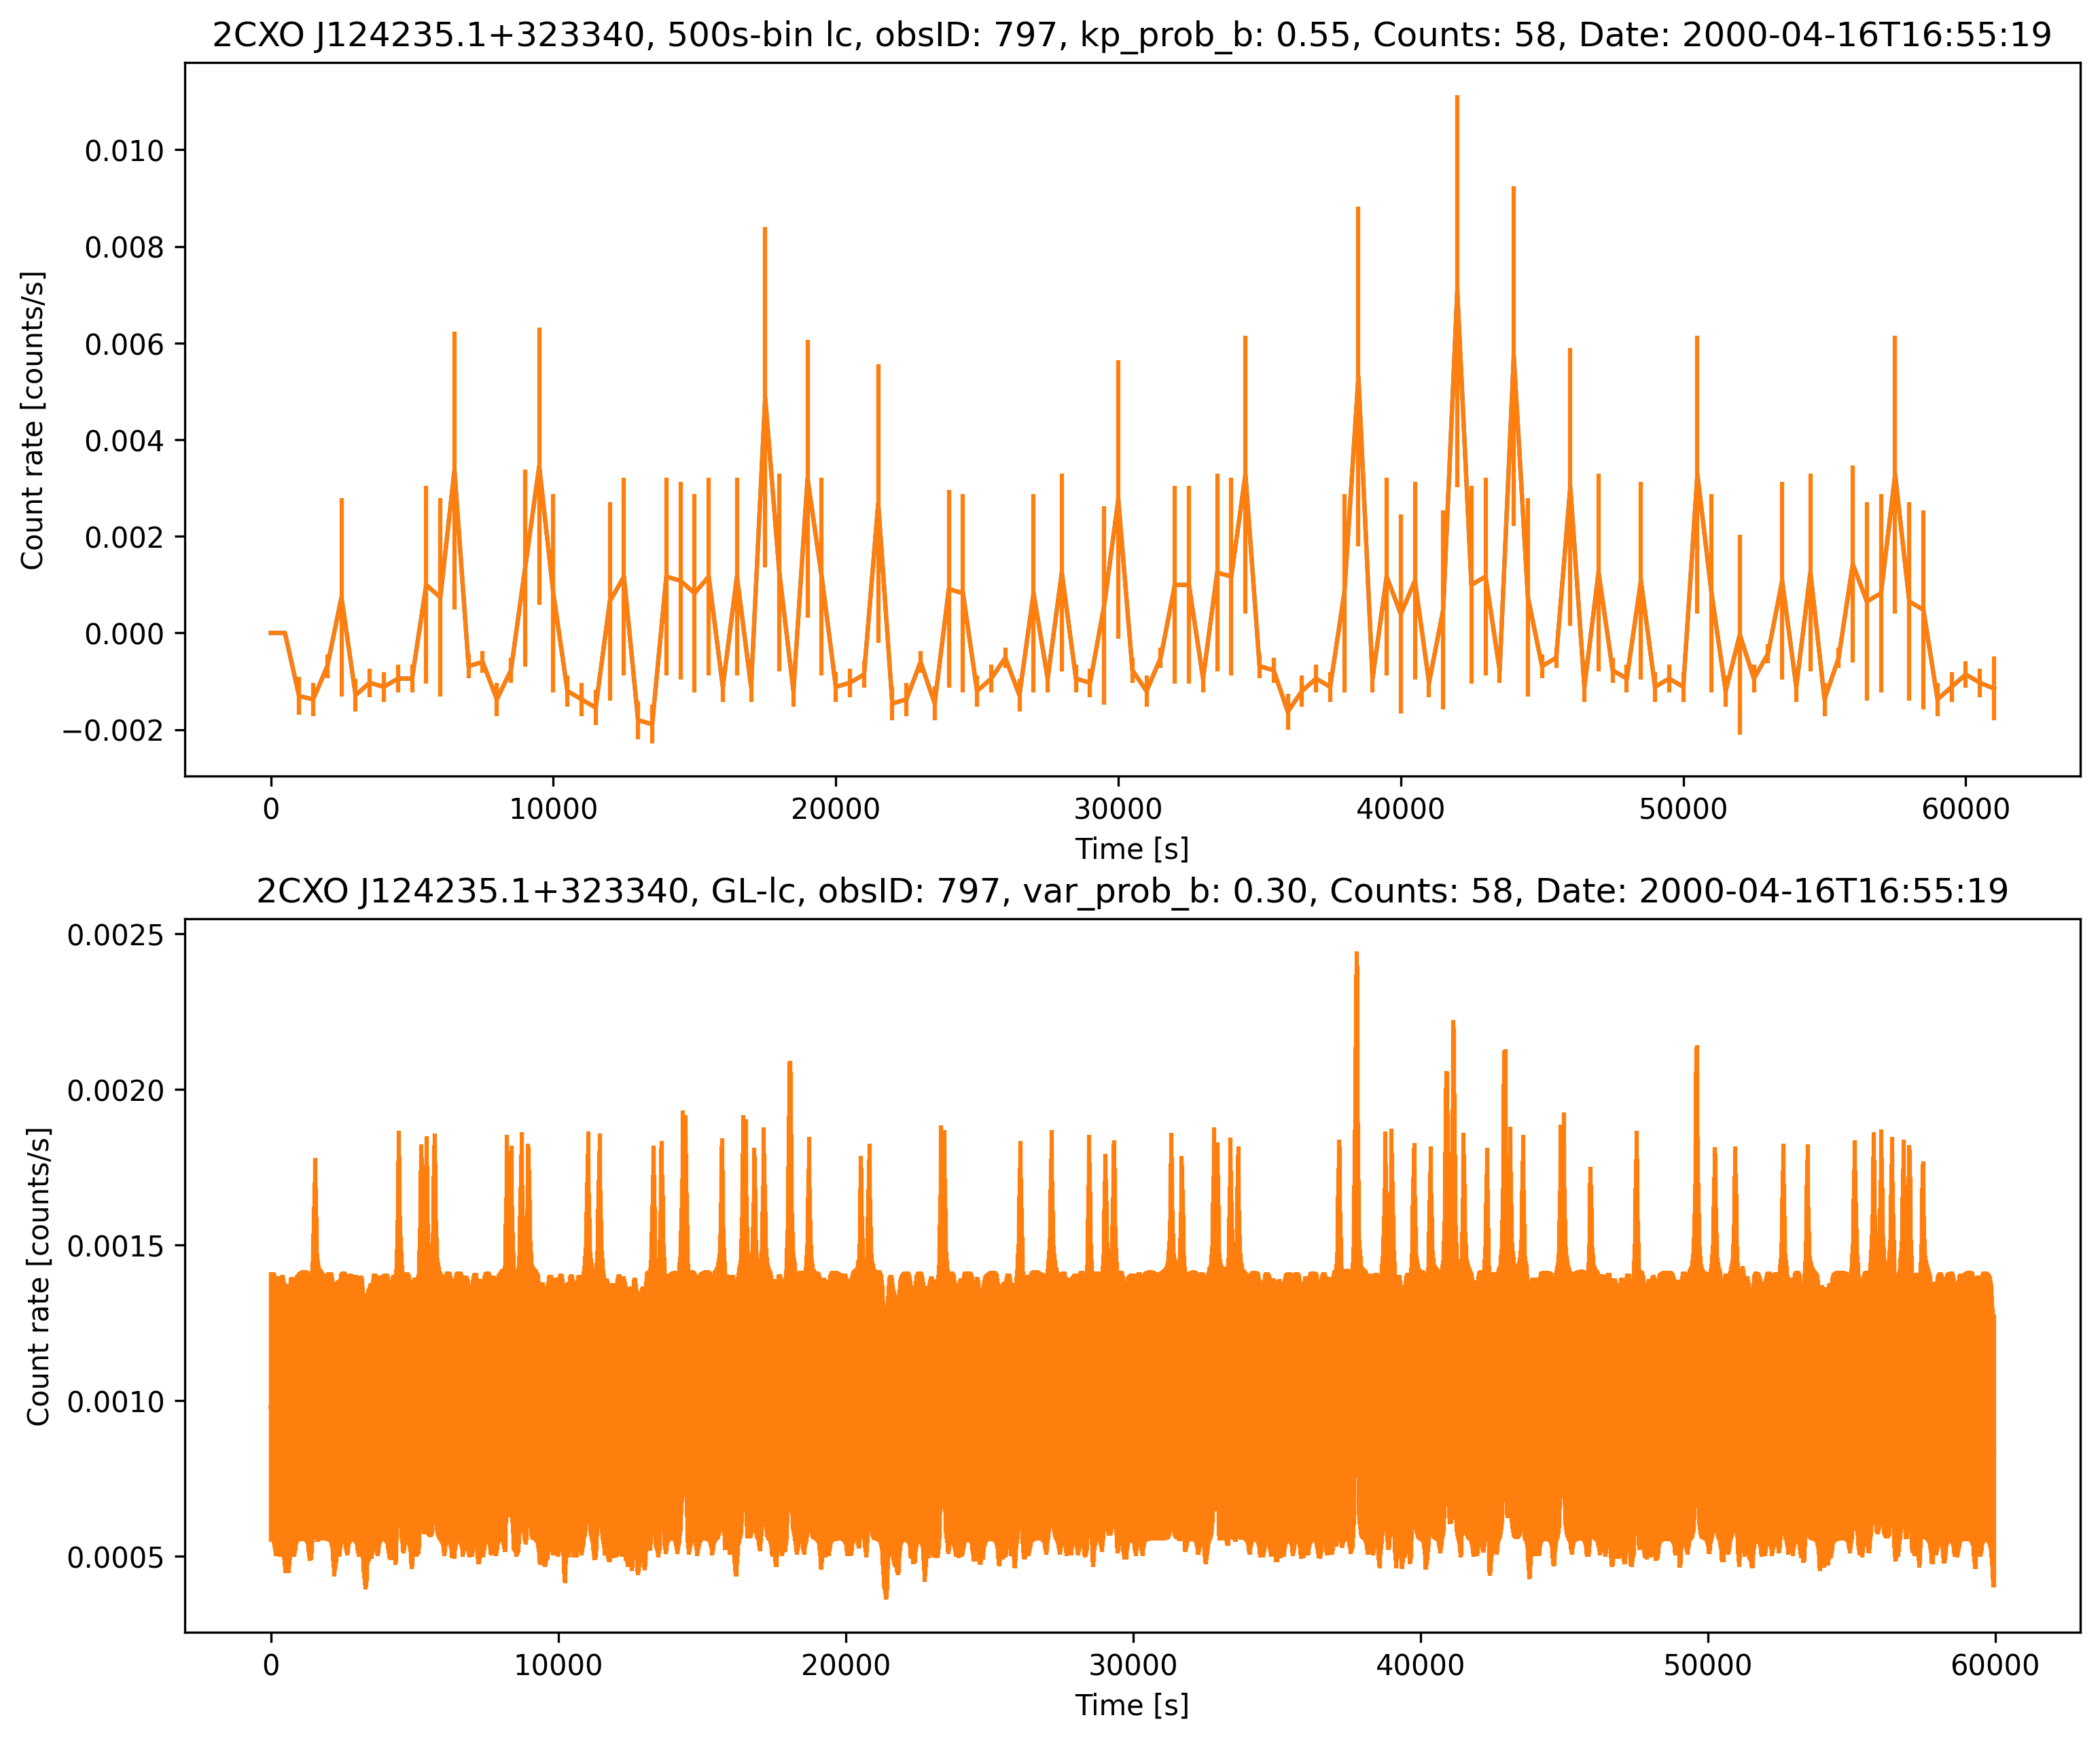 2CXO J124235.1+323340, 500s-bin lc, obsID: 797, kp_prob_b: 0.55, Counts: 58, Date: 2000-04-16T16:55:19
0.010
0.008
0.006
0.004
0.002
0.000
−0.002
Count rate [counts/s]
0 10000 20000 30000 40000 50000 60000
Time [s]
2CXO J124235.1+323340, GL-lc, obsID: 797, var_prob_b: 0.30, Counts: 58, Date: 2000-04-16T16:55:19
0.0025
0.0020
0.0015
0.0010
0.0005
Count rate [counts/s]
0 10000 20000 30000 40000 50000 60000
Time [s]